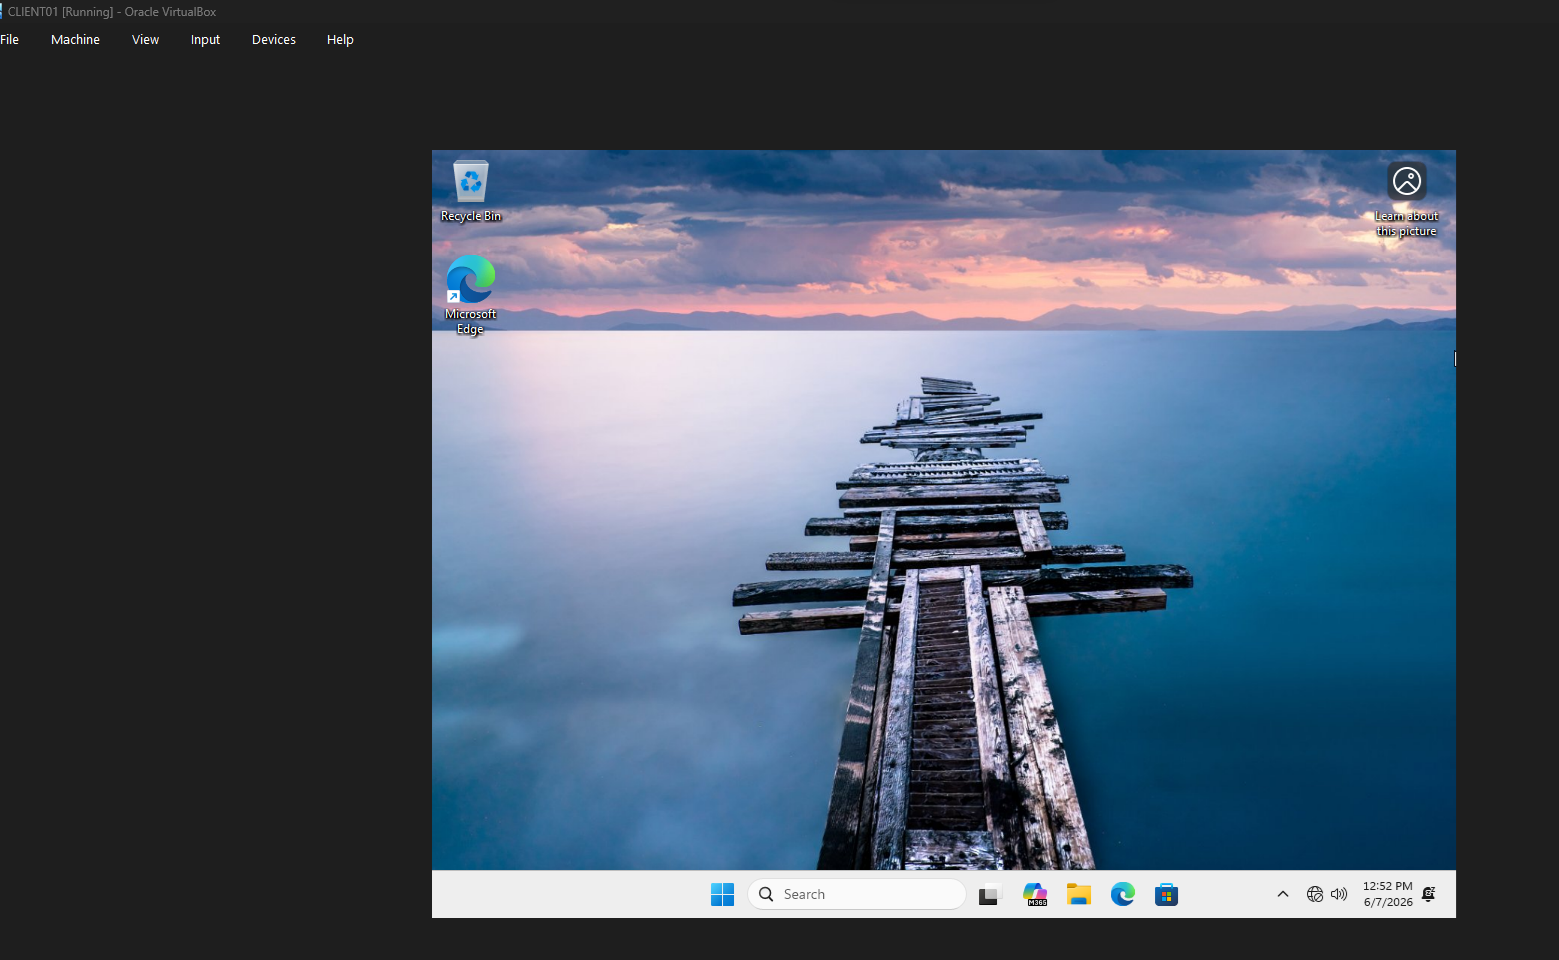 CLIENT01 [Running] - Oracle VirtualBox
File Machine View Input Devices Help
Recycle Bin
Learn about
this picture
Microsoft
Edge
Search
M365
12:52 PM
6/7/2026